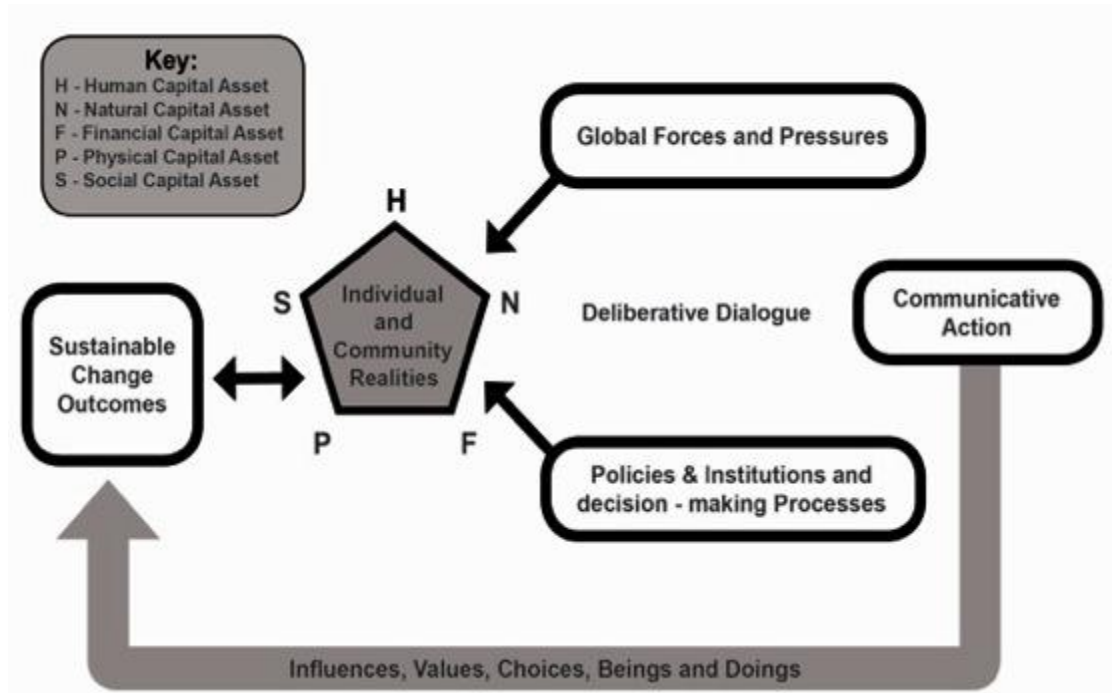 Key:
H - Human Capital Asset
N - Natural Capital Asset
F - Financial Capital Asset
P - Physical Capital Asset
S - Social Capital Asset
Global Forces and Pressures
H
S
N
Individual
and
Community
Realities
P
F
Deliberative Dialogue
Communicative
Action
Sustainable
Change
Outcomes
Policies & Institutions and
decision - making Processes
Influences, Values, Choices, Beings and Doings